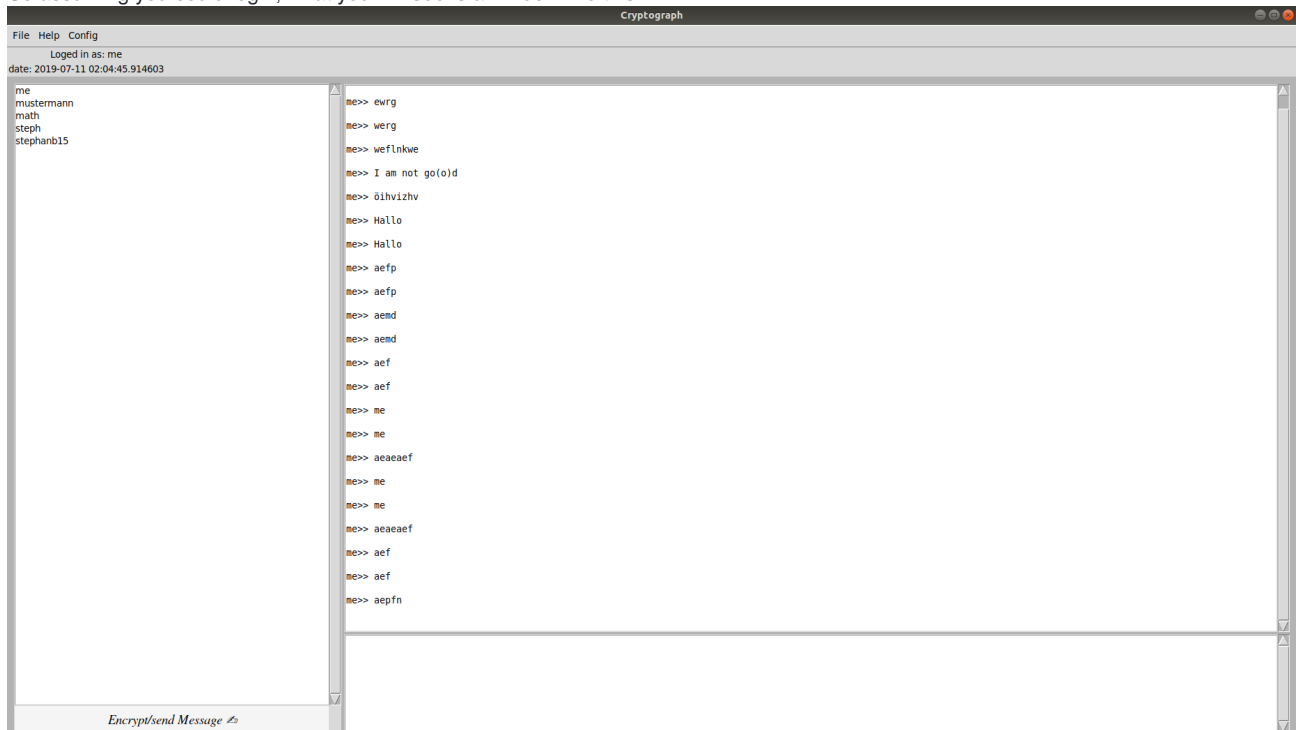 Cryptograph
File Help Config
Loged in as: me
date: 2019-07-11 02:04:45.914603
me
mustermann
math
steph
stephanb15
me>> ewrg
me>> werg
me>> weflnkwe
me>> I am not go(o)d
me>> öihvizhv
me>> Hallo
me>> Hallo
me>> aefp
me>> aefp
me>> aemd
me>> aemd
me>> aef
me>> aef
me>> me
me>> me
me>> aeaeaef
me>> me
me>> me
me>> aeaeaef
me>> aef
me>> aef
me>> aepfn
Encrypt/send Message ✍